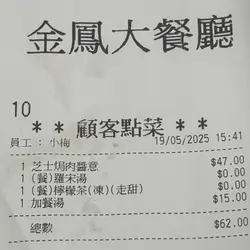 金鳳大餐廳
10
** 顧客點菜 **
員工：小梅 19/05/2025 15:41
1 芝士焗肉醬意 $47.00
1 (餐)羅宋湯 $0.00
1 (餐)檸檬茶(凍)(走甜) $0.00
1 加餐湯 $15.00
總數 $62.00